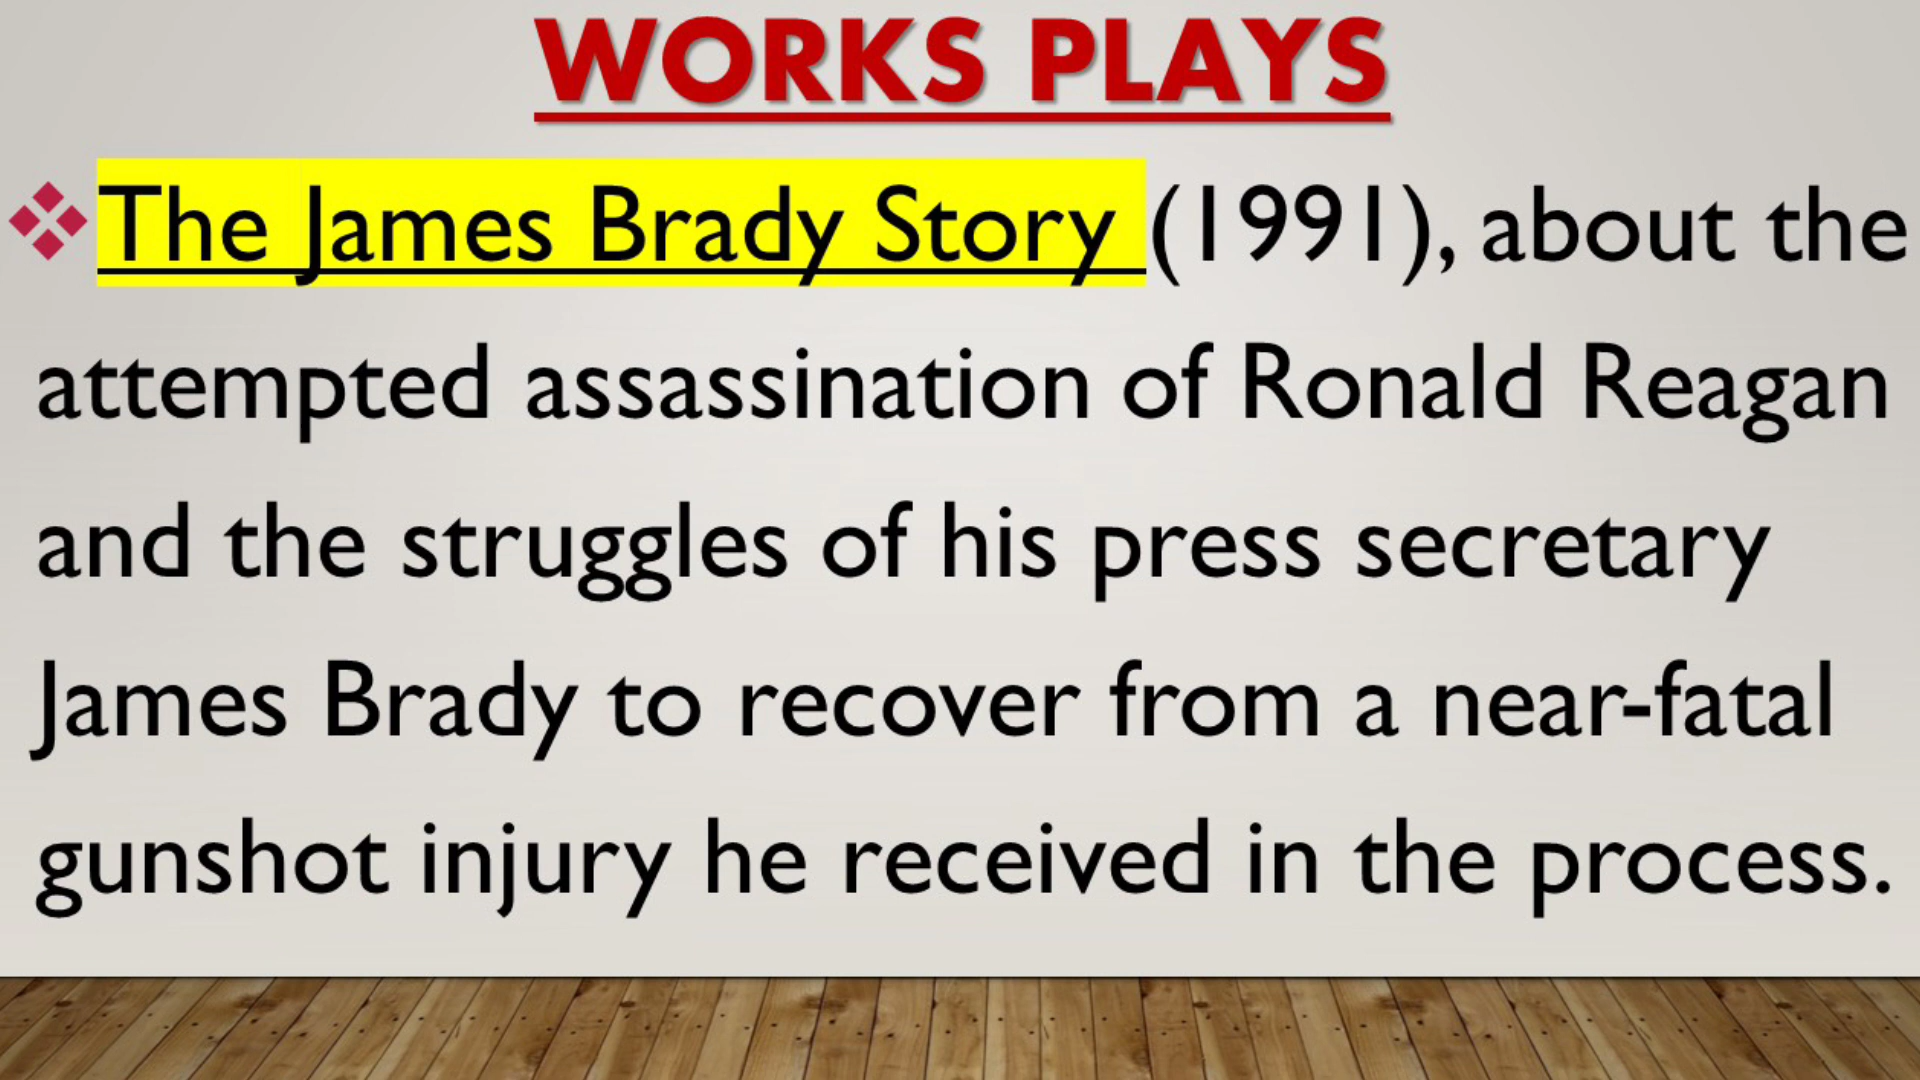 WORKS PLAYS
The James Brady Story (1991), about the
attempted assassination of Ronald Reagan
and the struggles of his press secretary
James Brady to recover from a near-fatal
gunshot injury he received in the process.